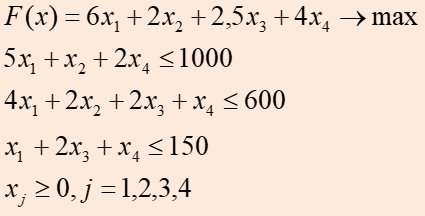 F(x) = 6x₁ + 2x₂ + 2,5x₃ + 4x₄ → max
5x₁ + x₂ + 2x₄ ≤ 1000
4x₁ + 2x₂ + 2x₃ + x₄ ≤ 600
x₁ + 2x₃ + x₄ ≤ 150
xⱼ ≥ 0, j = 1,2,3,4